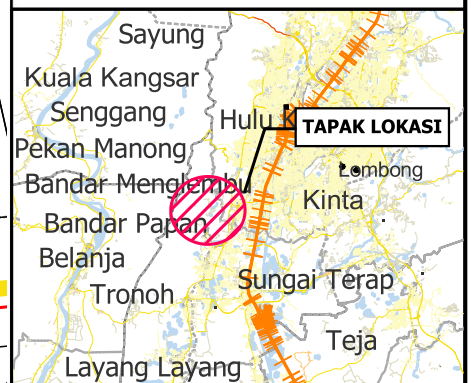 Sayung
Kuala Kangsar
Senggang
Hulu K
TAPAK LOKASI
Pekan Manong
Lembong
Bandar Menglembu
Kinta
Bandar Papan
Belanja
Sungai Terap
Tronoh
Teja
Layang Layang